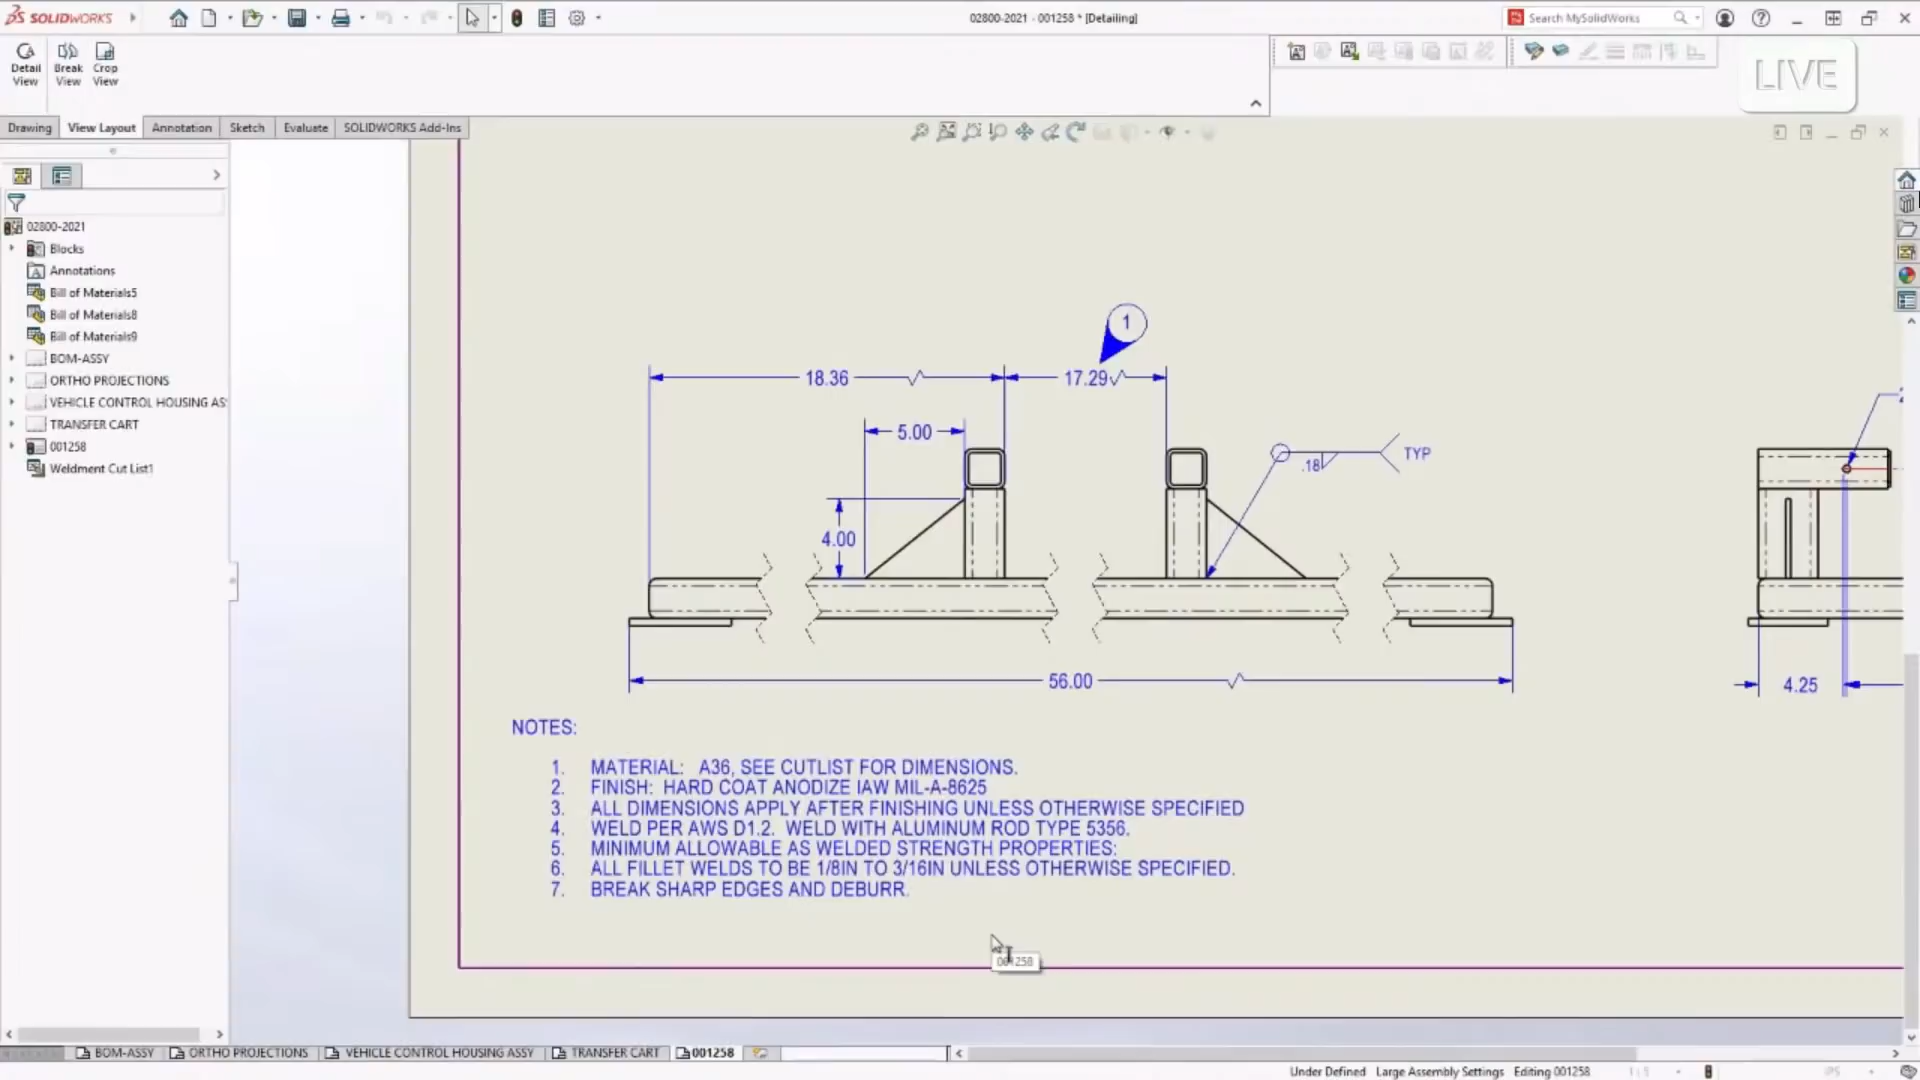 SOLIDWORKS
02800-2021 - 001258 * [Detailing]
Search MySolidWorks
LIVE
Detail View
Break View
Crop View
Drawing
View Layout
Annotation
Sketch
Evaluate
SOLIDWORKS Add-Ins
02800-2021
Blocks
Annotations
Bill of Materials5
Bill of Materials8
Bill of Materials9
BOM-ASSY
ORTHO PROJECTIONS
VEHICLE CONTROL HOUSING AS
TRANSFER CART
001258
Weldment Cut List1
1
18.36
17.29
5.00
.18
TYP
4.00
56.00
4.25
NOTES:
1. MATERIAL: A36, SEE CUTLIST FOR DIMENSIONS.
2. FINISH: HARD COAT ANODIZE IAW MIL-A-8625
3. ALL DIMENSIONS APPLY AFTER FINISHING UNLESS OTHERWISE SPECIFIED
4. WELD PER AWS D1.2. WELD WITH ALUMINUM ROD TYPE 5356.
5. MINIMUM ALLOWABLE AS WELDED STRENGTH PROPERTIES:
6. ALL FILLET WELDS TO BE 1/8IN TO 3/16IN UNLESS OTHERWISE SPECIFIED.
7. BREAK SHARP EDGES AND DEBURR.
001258
BOM-ASSY
ORTHO PROJECTIONS
VEHICLE CONTROL HOUSING ASSY
TRANSFER CART
001258
Under Defined
Large Assembly Settings
Editing 001258